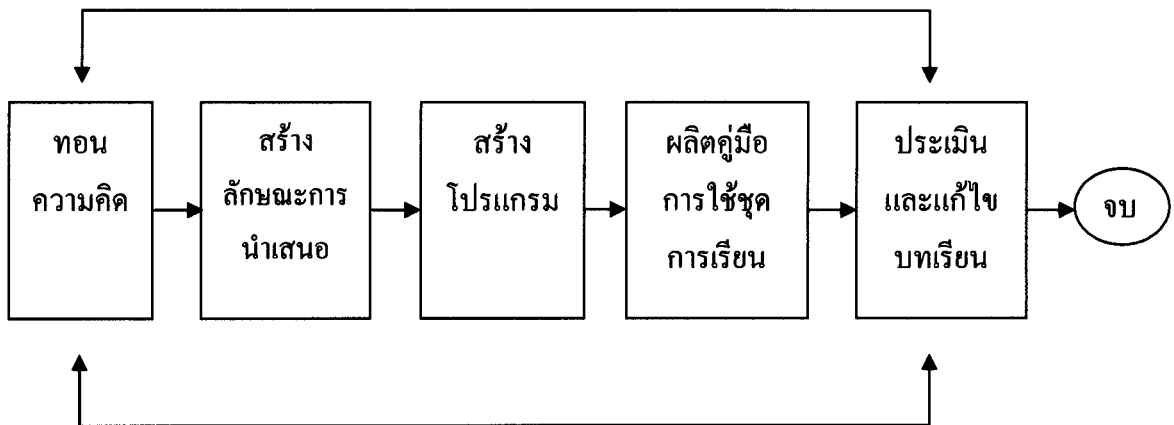 ทอน
ความคิด
สร้าง
ลักษณะการ
นำเสนอ
สร้าง
โปรแกรม
ผลิตคู่มือ
การใช้ชุด
การเรียน
ประเมิน
และแก้ไข
บทเรียน
จบ